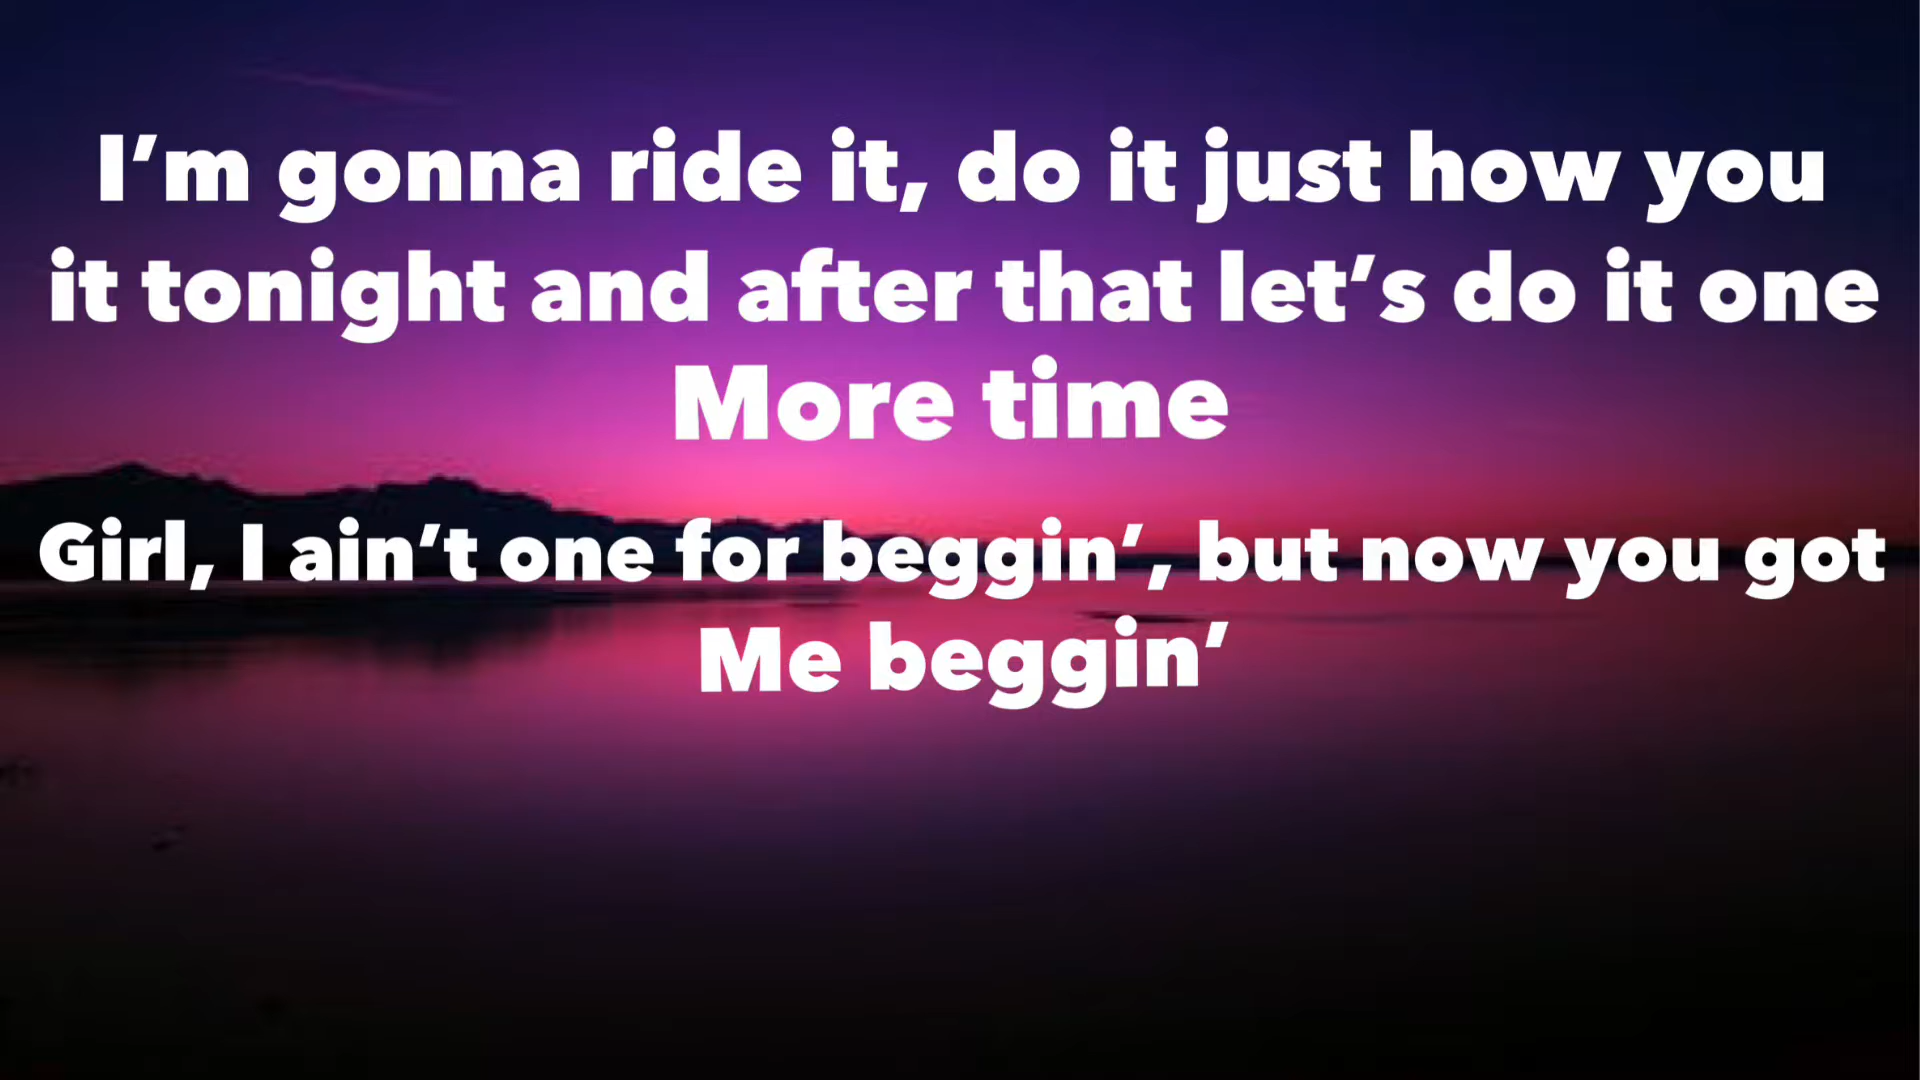 I’m gonna ride it, do it just how you
it tonight and after that let’s do it one
More time
Girl, I ain’t one for beggin’, but now you got
Me beggin’